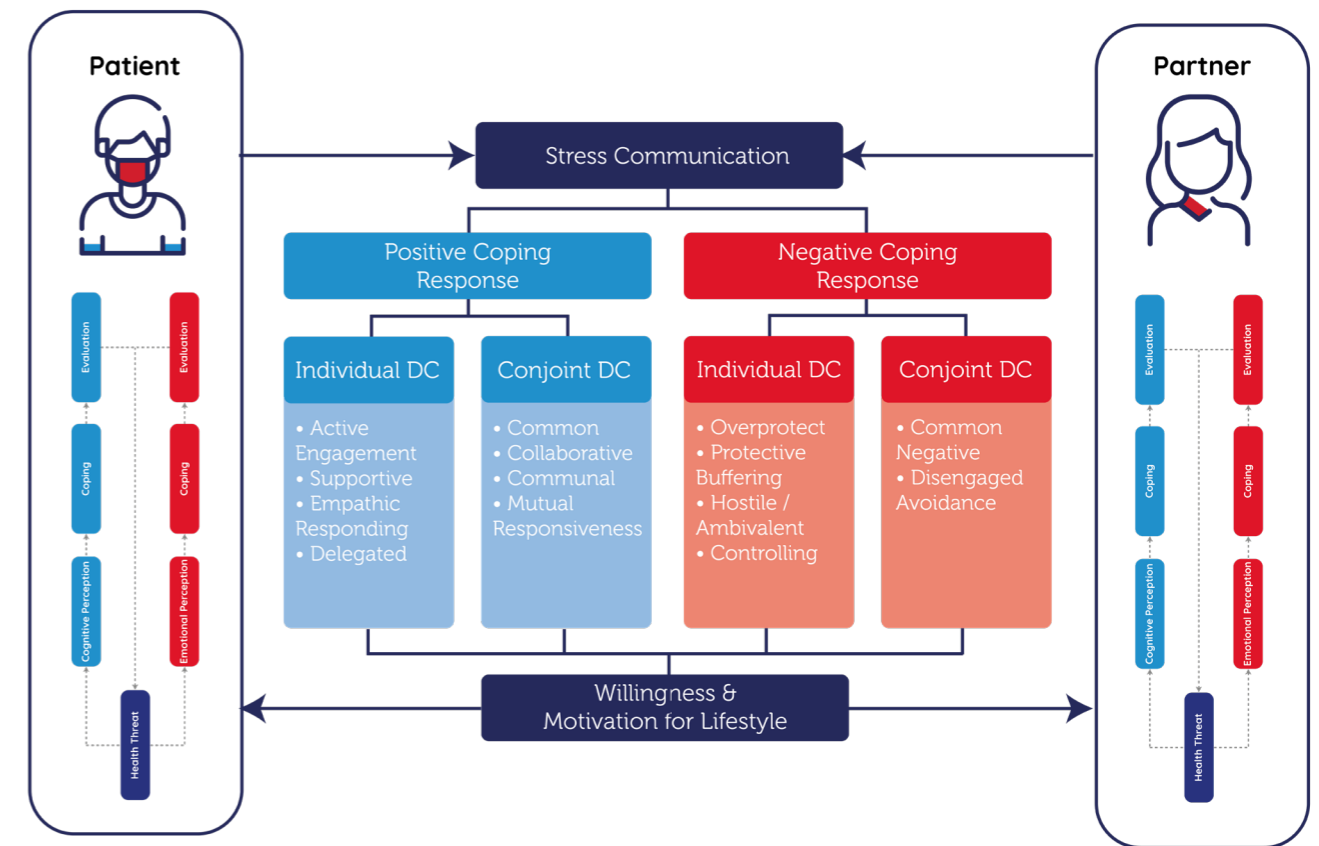 Patient
Evaluation
Evaluation
Coping
Coping
Cognitive Perception
Emotional Perception
Health Threat
Stress Communication
Positive Coping
Response
Negative Coping
Response
Individual DC
• Active
Engagement
• Supportive
• Empathic
Responding
• Delegated
Conjoint DC
• Common
• Collaborative
• Communal
• Mutual
Responsiveness
Individual DC
• Overprotect
• Protective
Buffering
• Hostile /
Ambivalent
• Controlling
Conjoint DC
• Common
Negative
• Disengaged
Avoidance
Willingness &
Motivation for Lifestyle
Partner
Evaluation
Evaluation
Coping
Coping
Cognitive Perception
Emotional Perception
Health Threat